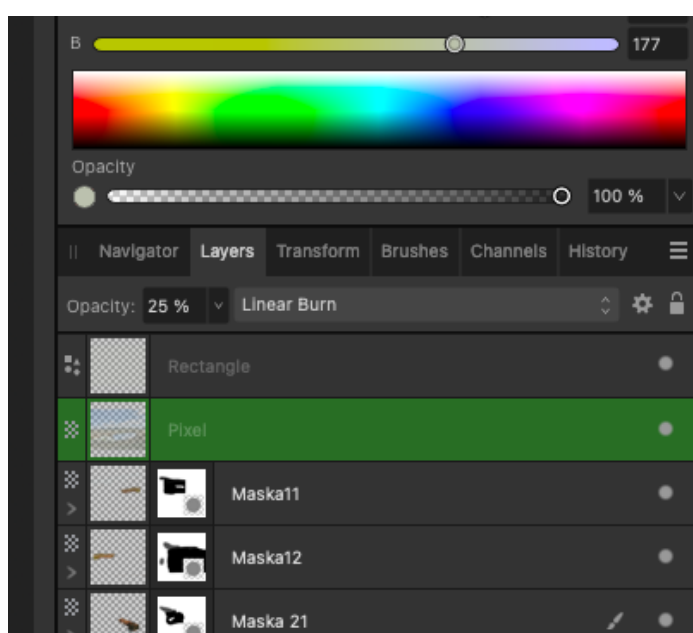 B 177
Opacity
100 %
Navigator Layers Transform Brushes Channels History
Opacity: 25 % Linear Burn
Rectangle
Pixel
Maska11
Maska12
Maska 21